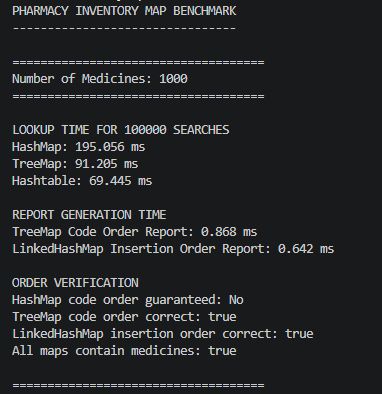 PHARMACY INVENTORY MAP BENCHMARK
--------------------------------
====================================
Number of Medicines: 1000
====================================
LOOKUP TIME FOR 100000 SEARCHES
HashMap: 195.056 ms
TreeMap: 91.205 ms
Hashtable: 69.445 ms
REPORT GENERATION TIME
TreeMap Code Order Report: 0.868 ms
LinkedHashMap Insertion Order Report: 0.642 ms
ORDER VERIFICATION
HashMap code order guaranteed: No
TreeMap code order correct: true
LinkedHashMap insertion order correct: true
All maps contain medicines: true
====================================